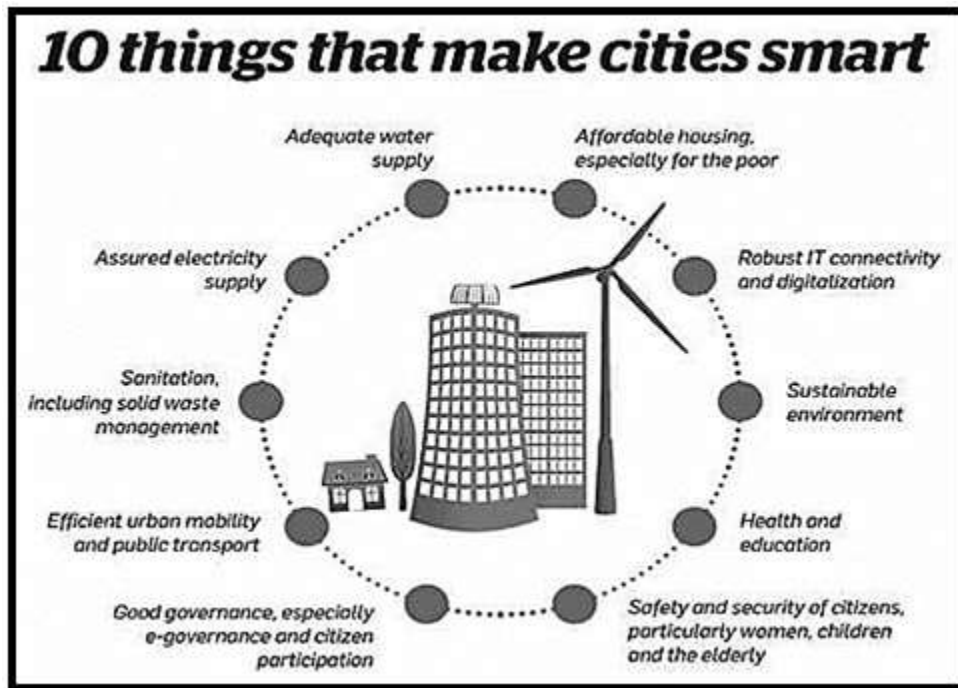 10 things that make cities smart
Adequate water
supply
Affordable housing,
especially for the poor
Assured electricity
supply
Robust IT connectivity
and digitalization
Sanitation,
including solid waste
management
Sustainable
environment
Efficient urban mobility
and public transport
Health and
education
Good governance, especially
e-governance and citizen
participation
Safety and security of citizens,
particularly women, children
and the elderly